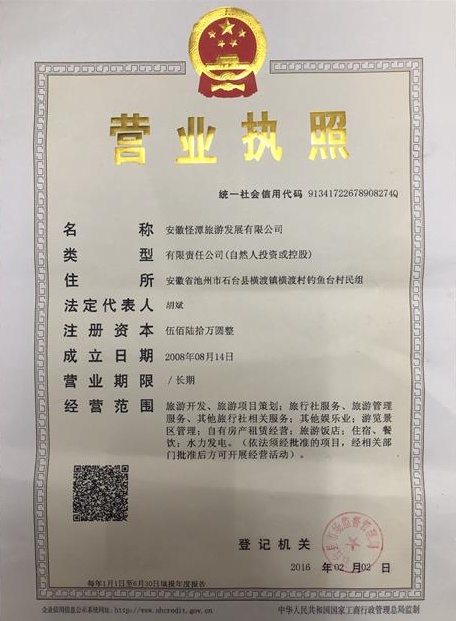 营业执照
统一社会信用代码 91341722678908274Q
名称 安徽怪潭旅游发展有限公司
类型 有限责任公司(自然人投资或控股)
住所 安徽省池州市石台县横渡镇横渡村钓鱼台村民组
法定代表人 胡斌
注册资本 伍佰陆拾万圆整
成立日期 2008年08月14日
营业期限 /长期
经营范围 旅游开发、旅游项目策划；旅行社服务、旅游管理
服务、其他旅行社相关服务；其他娱乐业；游览景
区管理；自有房产租赁经营；旅游饭店；住宿、餐
饮；水力发电。（依法须经批准的项目，经相关部
门批准后方可开展经营活动）。
登记机关
2016 年 02 月 02 日
每年1月1日至6月30日填报年度报告
企业信用信息公示系统网址: http://www.ahcredit.gov.cn
中华人民共和国国家工商行政管理总局监制